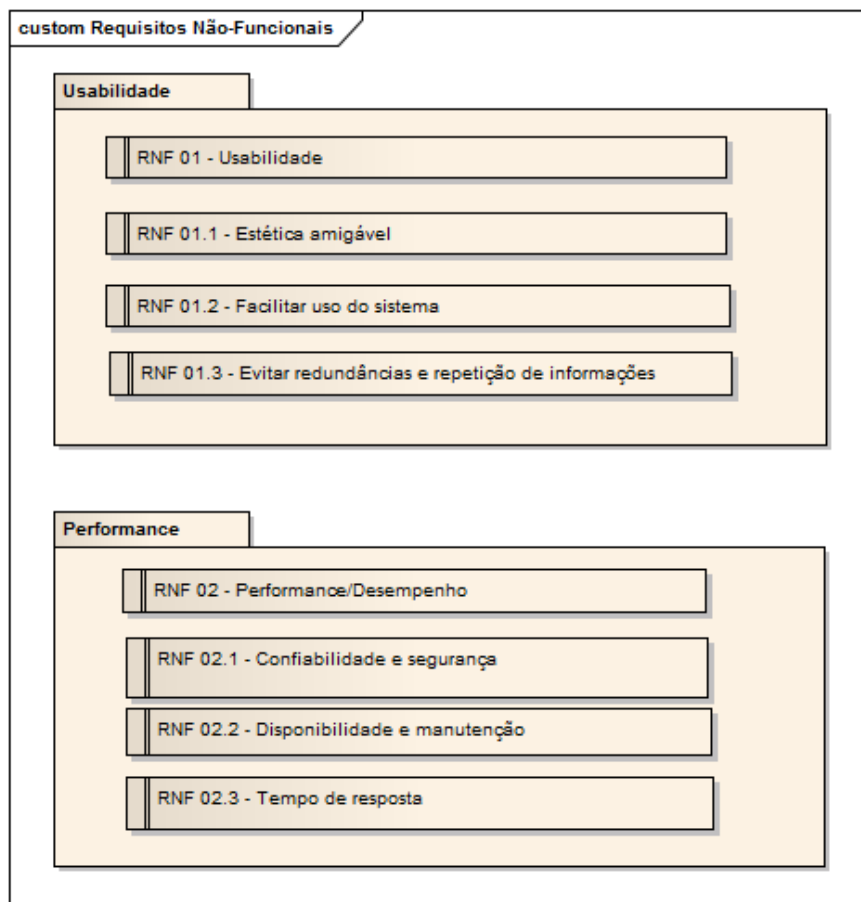 custom Requisitos Não-Funcionais
Usabilidade
RNF 01 - Usabilidade
RNF 01.1 - Estética amigável
RNF 01.2 - Facilitar uso do sistema
RNF 01.3 - Evitar redundâncias e repetição de informações
Performance
RNF 02 - Performance/Desempenho
RNF 02.1 - Confiabilidade e segurança
RNF 02.2 - Disponibilidade e manutenção
RNF 02.3 - Tempo de resposta